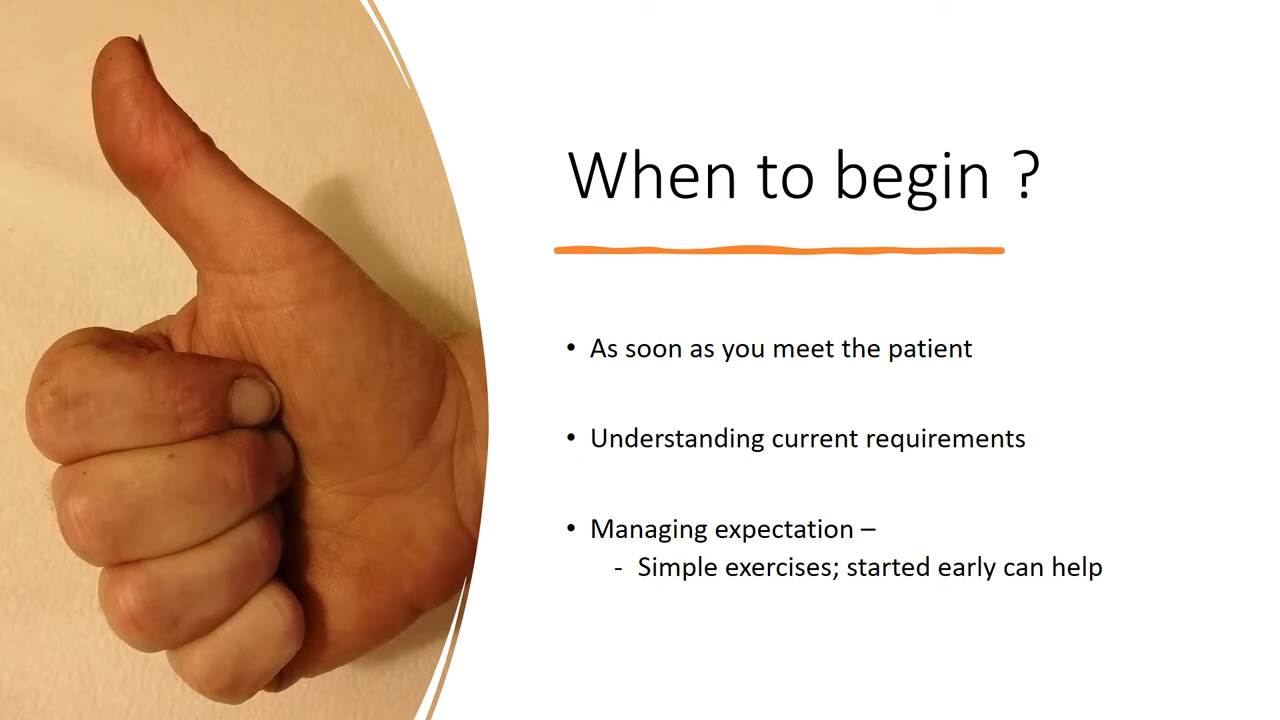 When to begin ?
• As soon as you meet the patient
• Understanding current requirements
• Managing expectation –
- Simple exercises; started early can help